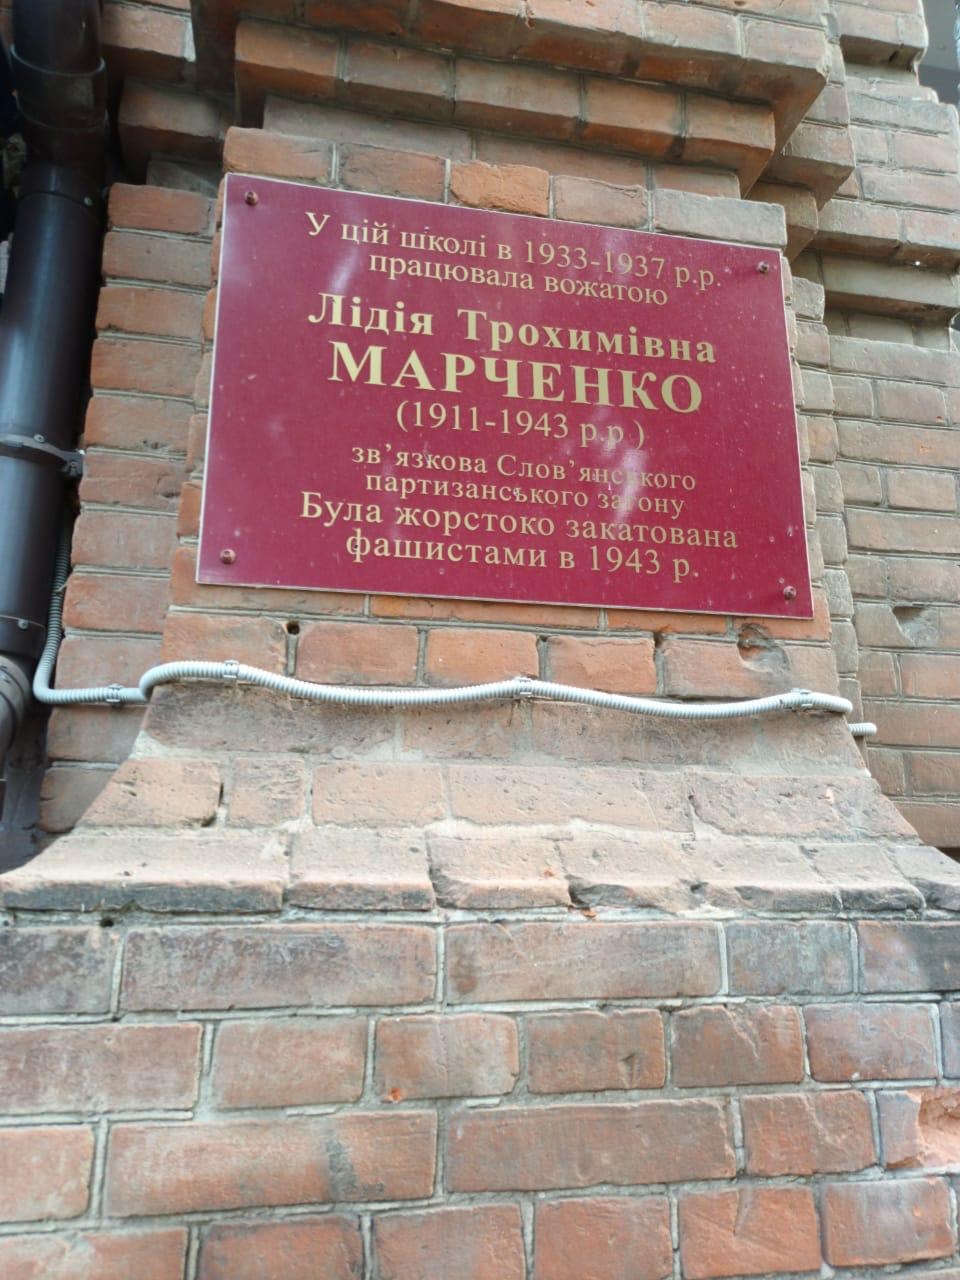 У цій школі в 1933-1937 р.р.
працювала вожатою
Лідія Трохимівна
МАРЧЕНКО
(1911-1943 р.р.)
зв’язкова Слов’янського
партизанського загону
Була жорстоко закатована
фашистами в 1943 р.